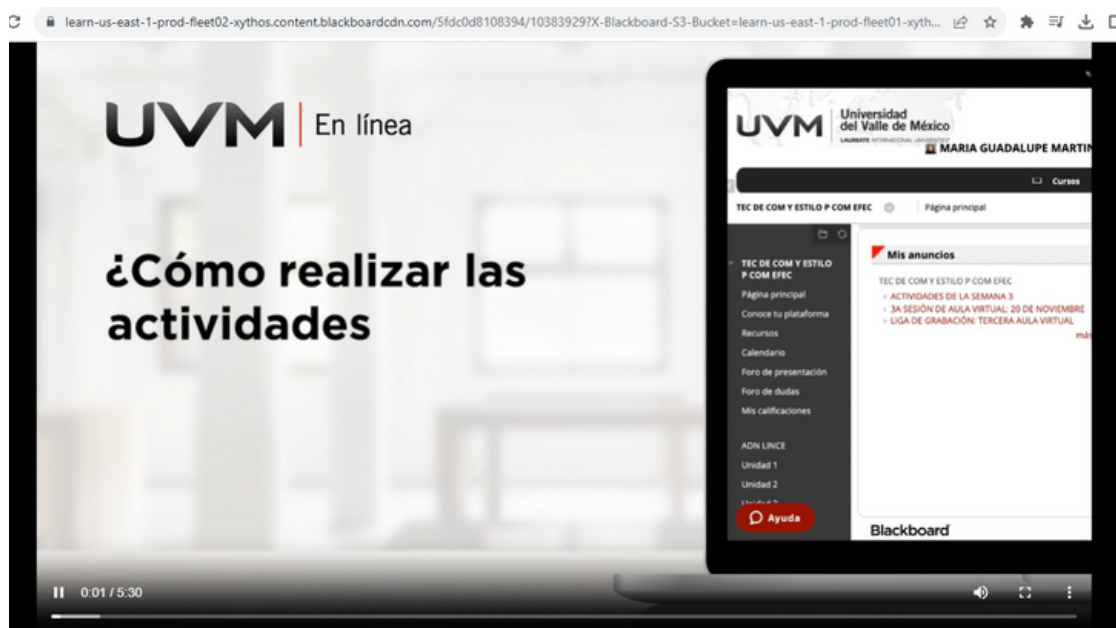 learn-us-east-1-prod-fleet02-xythos.content.blackboardcdn.com/5fdc0d8108394/10383929?X-Blackboard-S3-Bucket=learn-us-east-1-prod-fleet01-xyth...
UVM | En línea
¿Cómo realizar las
actividades
UVM Universidad
del Valle de México
LAUREATE INTERNATIONAL UNIVERSITIES
MARIA GUADALUPE MARTIN
Cursos
TEC DE COM Y ESTILO P COM EFEC
Página principal
TEC DE COM Y ESTILO
P COM EFEC
Página principal
Conoce tu plataforma
Recursos
Calendario
Foro de presentación
Foro de dudas
Mis calificaciones
ADN LINCE
Unidad 1
Unidad 2
Ayuda
Mis anuncios
TEC DE COM Y ESTILO P COM EFEC
ACTIVIDADES DE LA SEMANA 3
3A SESIÓN DE AULA VIRTUAL: 20 DE NOVIEMBRE
LIGA DE GRABACIÓN: TERCERA AULA VIRTUAL
más
Blackboard
0:01 / 5:30